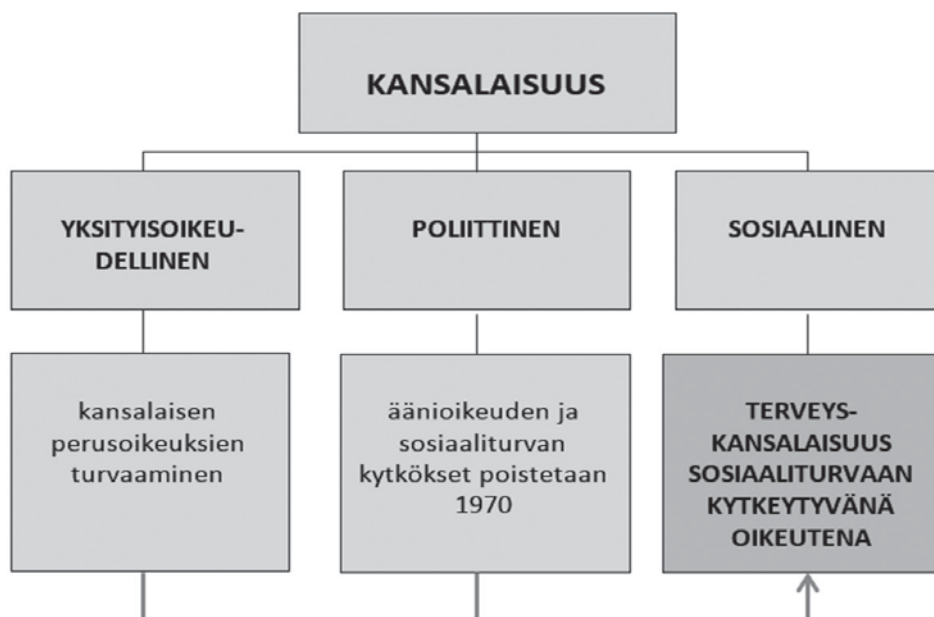 KANSALAISUUS
YKSITYISOIKEU-
DELLINEN
POLIITTINEN
SOSIAALINEN
kansalaisen
perusoikeuksien
turvaaminen
äänioikeuden ja
sosiaaliturvan
kytkökset poistetaan
1970
TERVEYS-
KANSALAISUUS
SOSIAALITURVAAN
KYTKEYTYVÄNÄ
OIKEUTENA